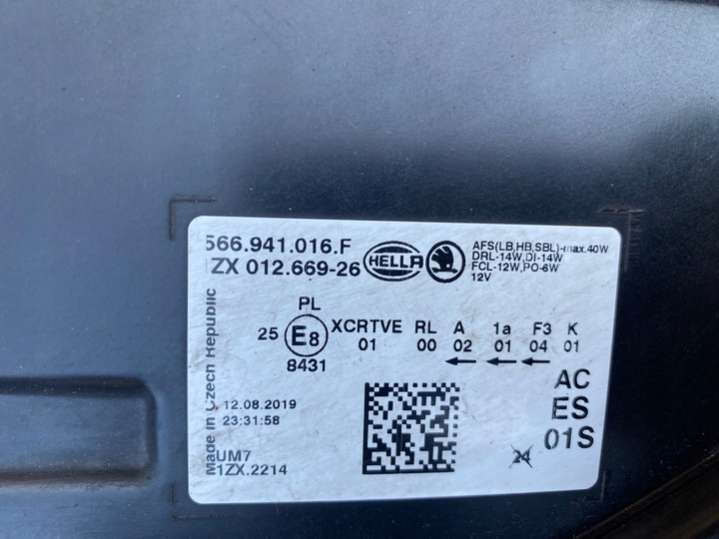 566.941.016.F
ZX 012.669-26
HELLA
AFS(LB,HB,SBL)-max.40W
DRL-14W,DI-14W
FCL-12W,PO-6W
12V
PL
25 E8 XCRTVE RL A 1a F3 K
01 00 02 01 04 01
8431
Made in Czech Republic
12.08.2019
23:31:58
UM7
1ZX.2214
AC
ES
01S
24